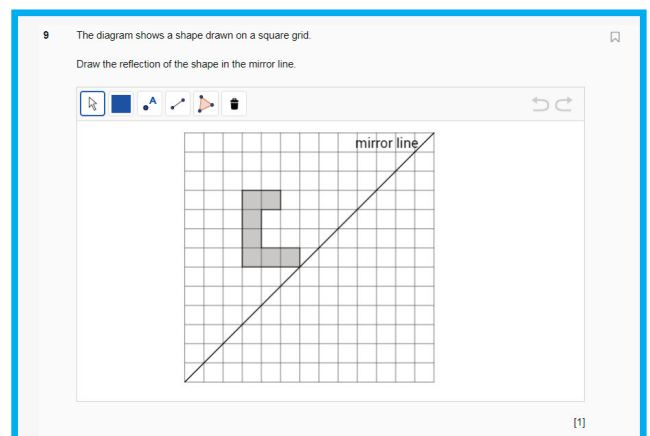 9 The diagram shows a shape drawn on a square grid.
Draw the reflection of the shape in the mirror line.
A
mirror line
[1]